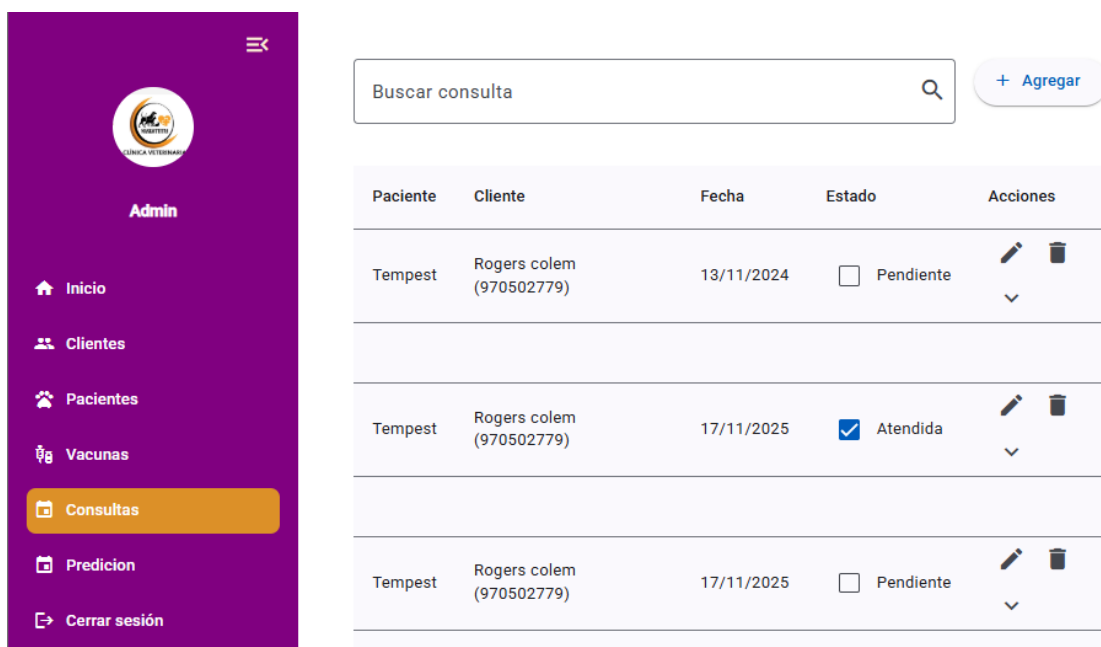 CLÍNICA VETERINARIA
Admin
Inicio
Clientes
Pacientes
Vacunas
Consultas
Predicion
Cerrar sesión
Buscar consulta
+ Agregar
Paciente Cliente Fecha Estado Acciones
Tempest Rogers colem (970502779) 13/11/2024 Pendiente
Tempest Rogers colem (970502779) 17/11/2025 Atendida
Tempest Rogers colem (970502779) 17/11/2025 Pendiente